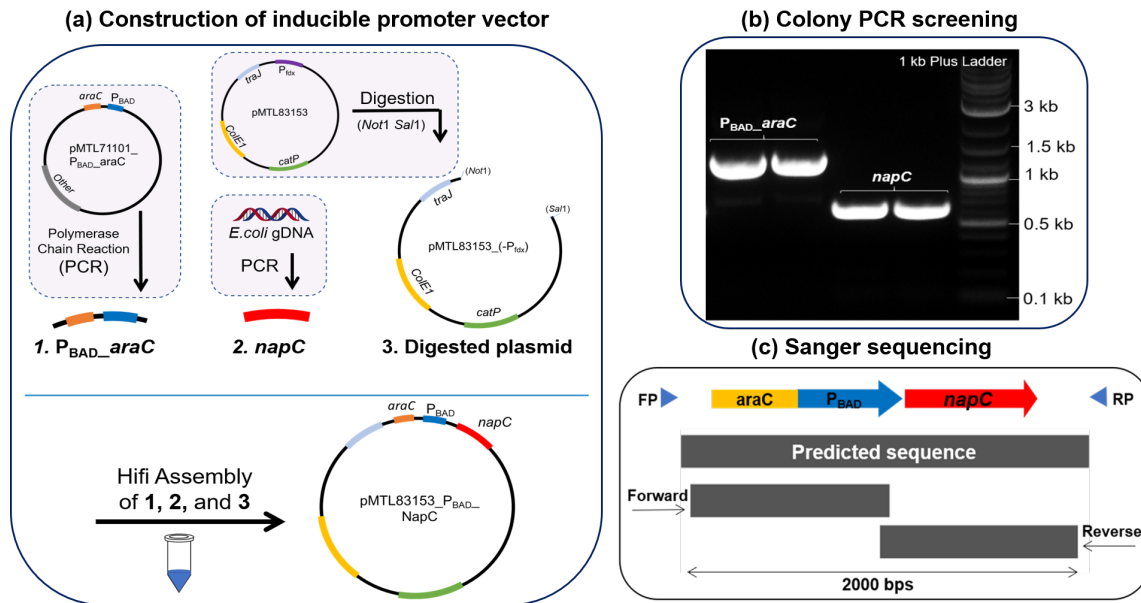 (a) Construction of inducible promoter vector
araC PBAD
pMTL71101_
PBAD_araC
Other
Polymerase
Chain Reaction
(PCR)
1. PBAD_araC
traJ
Pfdx
pMTL83153
ColE1
catP
Digestion
(Not1 Sal1)
E.coli gDNA
PCR
2. napC
(Not1)
traJ
(Sal1)
pMTL83153_(-Pfdx)
ColE1
catP
3. Digested plasmid
Hifi Assembly
of 1, 2, and 3
araC
PBAD
napC
pMTL83153_PBAD_
NapC
(b) Colony PCR screening
1 kb Plus Ladder
PBAD_araC
napC
3 kb
1.5 kb
1 kb
0.5 kb
0.1 kb
(c) Sanger sequencing
FP araC PBAD napC RP
Predicted sequence
Forward
Reverse
2000 bps